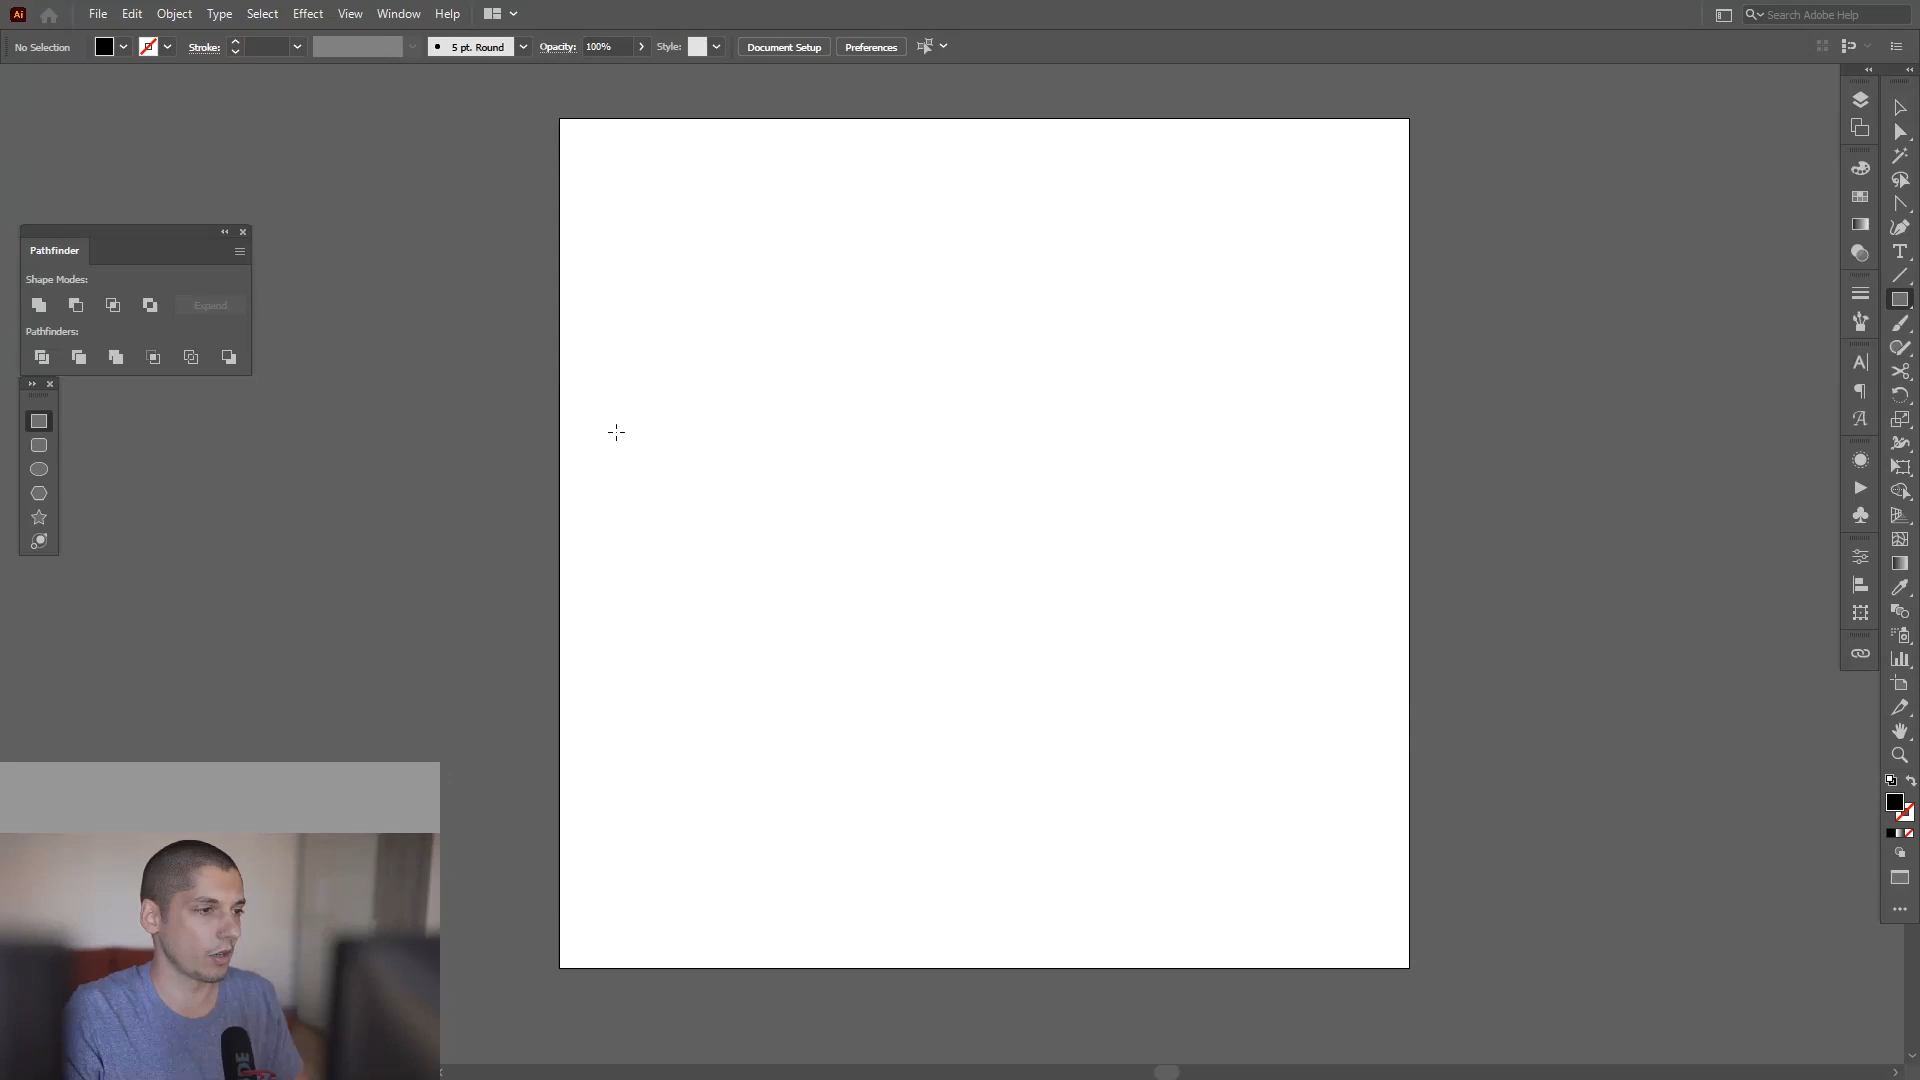 Ai File Edit Object Type Select Effect View Window Help Search Adobe Help
No Selection Stroke: 5 pt. Round Opacity: 100% Style: Document Setup Preferences
Pathfinder
Shape Modes:
Expand
Pathfinders: